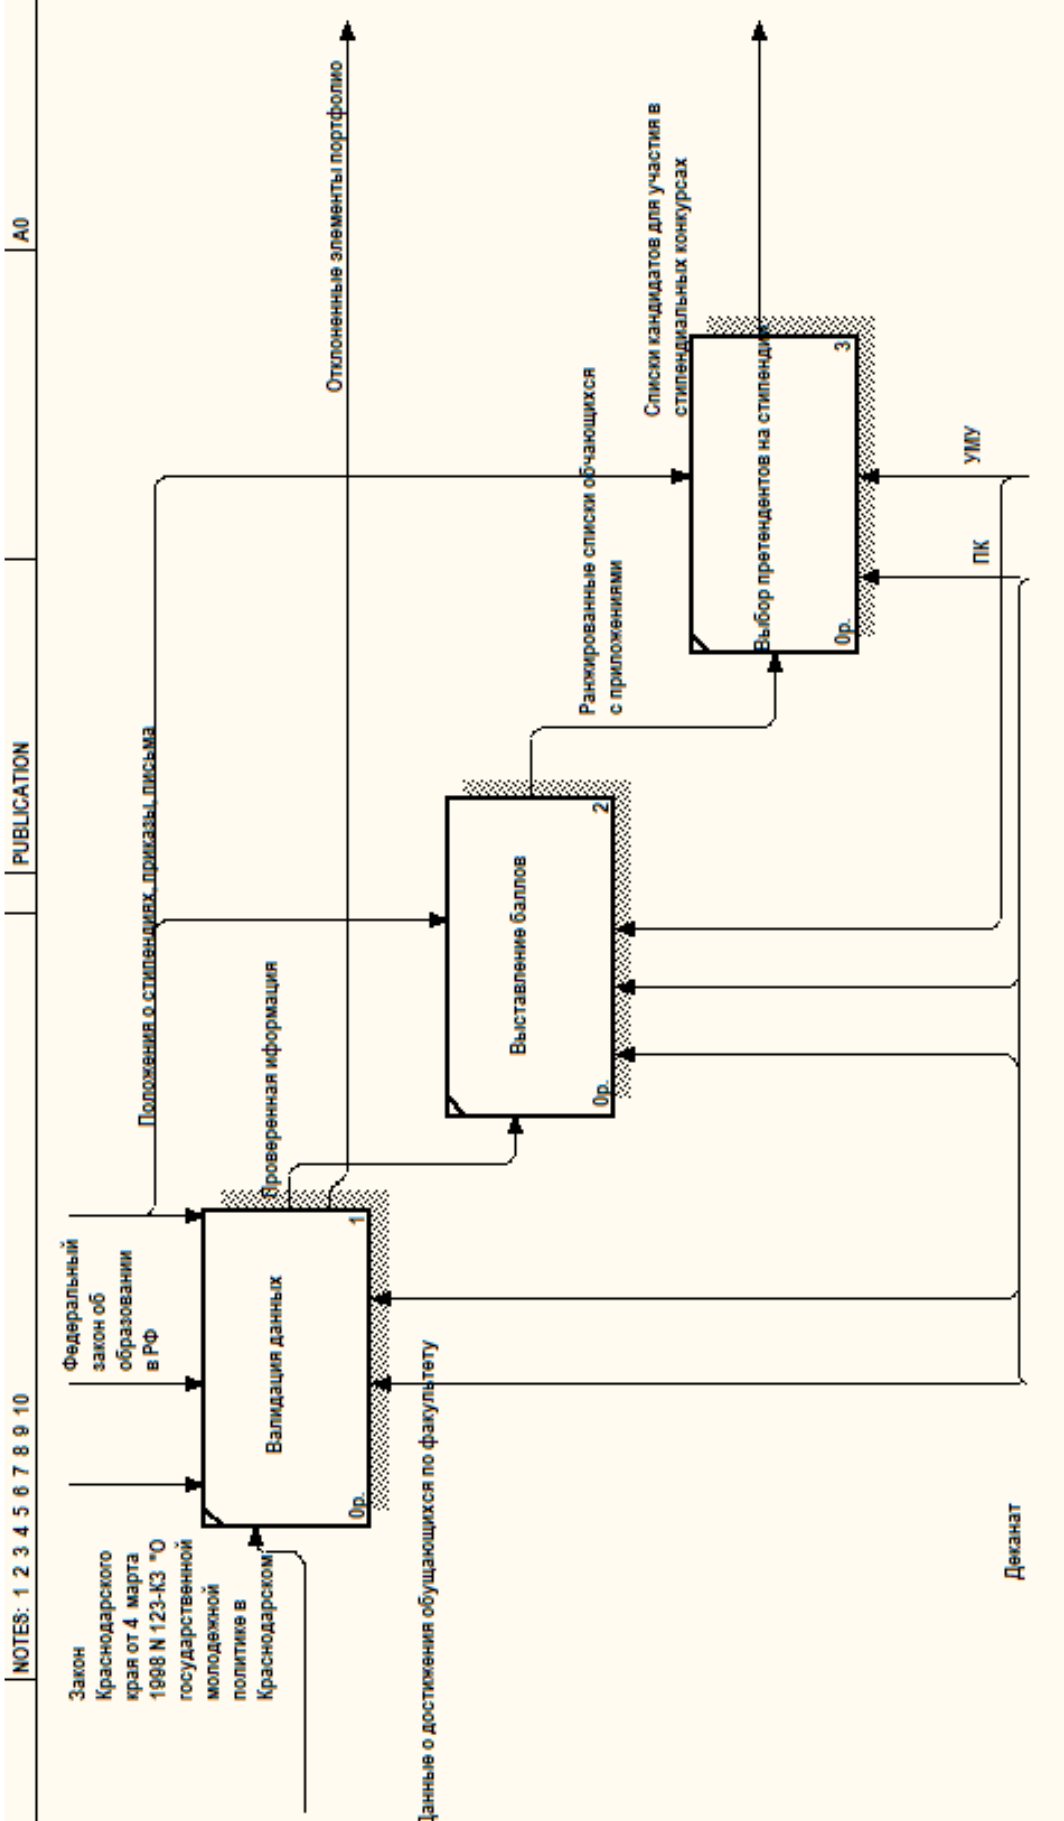 NOTES: 1 2 3 4 5 6 7 8 9 10
PUBLICATION
A0
Закон
Краснодарского
края от 4 марта
1998 N 123-КЗ "О
государственной
молодежной
политике в
Краснодарском
Федеральный
закон об
образовании
в РФ
Положения о стипендиях, приказы, письма
Отклоненные элементы портфолио
Проверенная иформация
Валидация данных
0р.
1
Данные о достижения обущающихся по факультету
Выставление баллов
0р.
2
Ранжированные списки обчающихся
с приложениями
Списки кандидатов для участия в
стипендиальных конкурсах
Выбор претендентов на стипендии
0р.
3
Деканат
ПК
УМУ